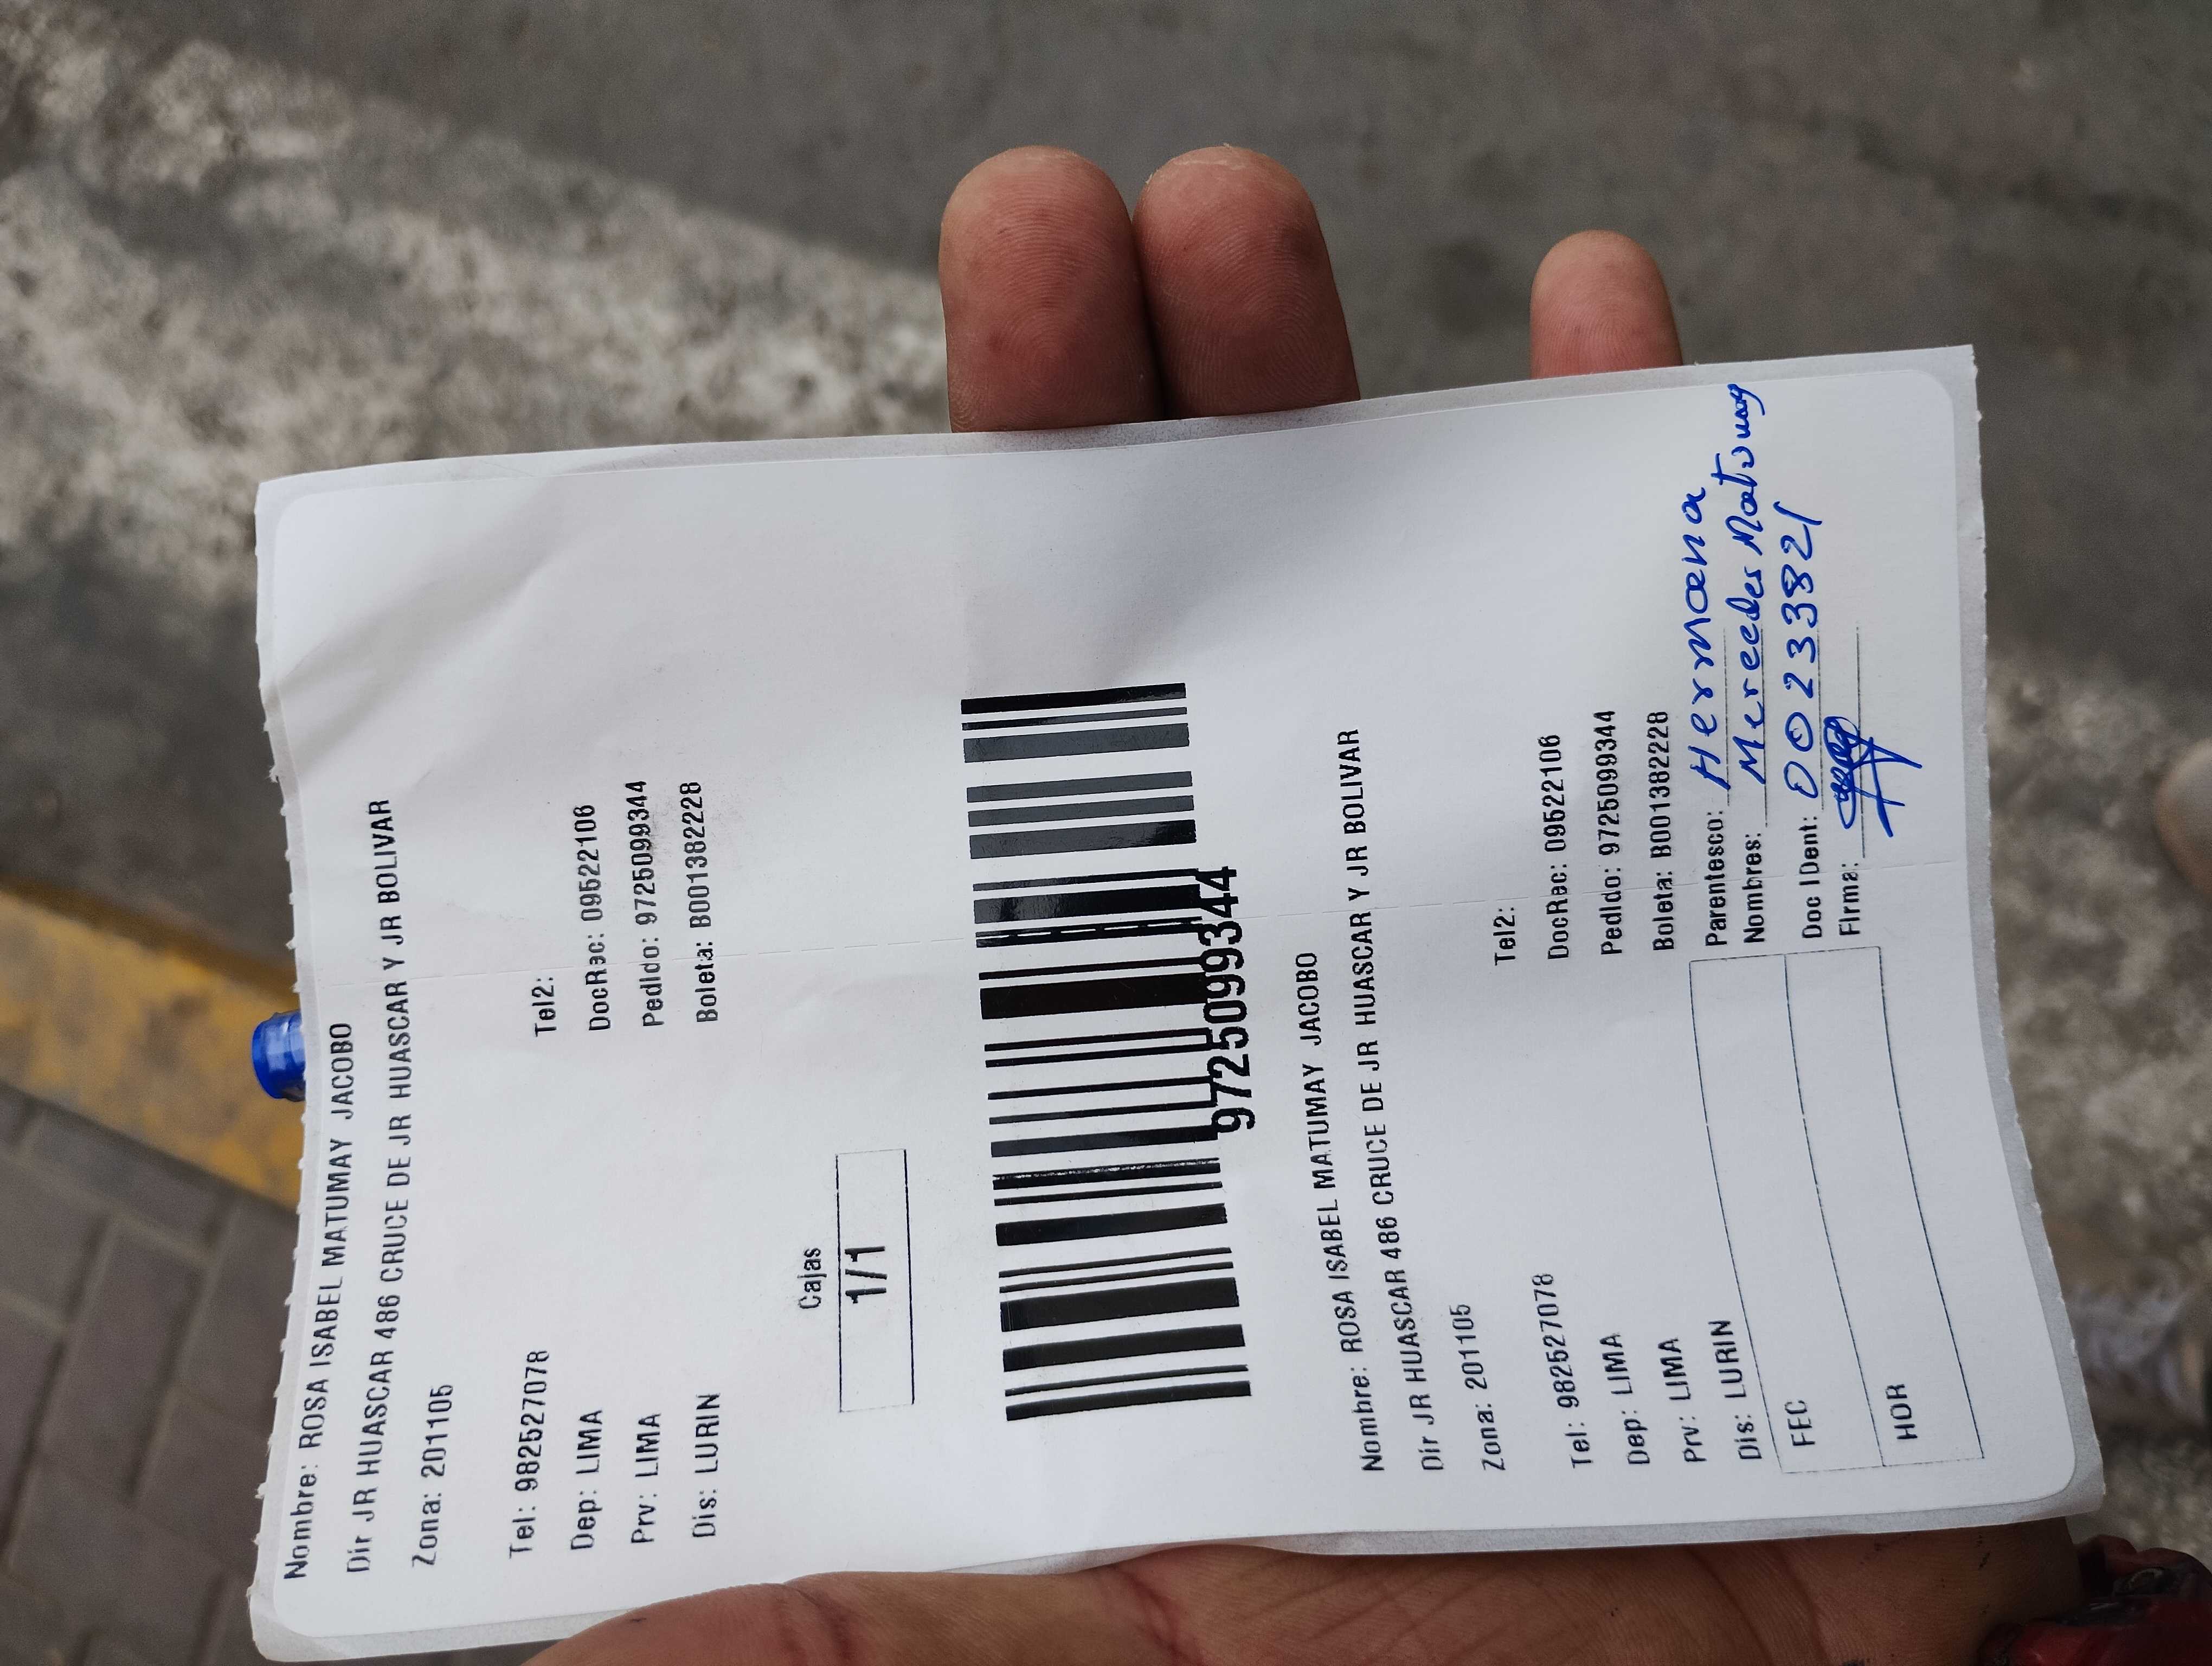 Nombre: ROSA ISABEL MATUMAY JACOBO
Dir JR HUASCAR 486 CRUCE DE JR HUASCAR Y JR BOLIVAR
Zona: 201105
Tel: 982527078 Tel2:
Dep: LIMA DocRec: 09522106
Prv: LIMA Pedido: 97250993​44
Dis: LURIN Boleta: B001382228
Cajas
1/1
9725099344
Nombre: ROSA ISABEL MATUMAY JACOBO
Dir JR HUASCAR 486 CRUCE DE JR HUASCAR Y JR BOLIVAR
Zona: 201105
Tel: 982527078 Tel2:
Dep: LIMA DocRec: 09522106
Prv: LIMA Pedido: 9725099344
Dis: LURIN Boleta: B001382228
FEC
HOR
Parentesco: Hermana
Nombres: Mercedes Matumay
Doc IDent: 00233821
Firma: